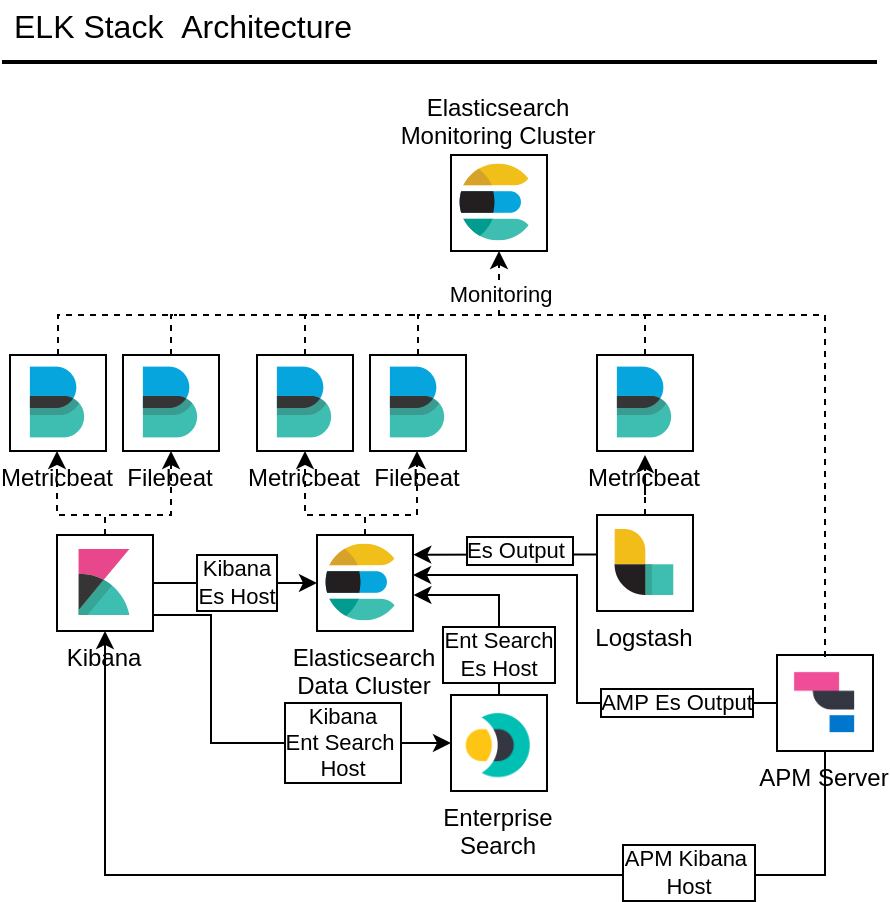 ELK Stack  Architecture
Elasticsearch
Monitoring Cluster
Monitoring
Metricbeat
Filebeat
Metricbeat
Filebeat
Metricbeat
Kibana
Es Host
Es Output
Kibana
Elasticsearch
Data Cluster
Ent Search
Es Host
Logstash
AMP Es Output
Kibana
Ent Search
Host
APM Server
Enterprise
Search
APM Kibana
Host